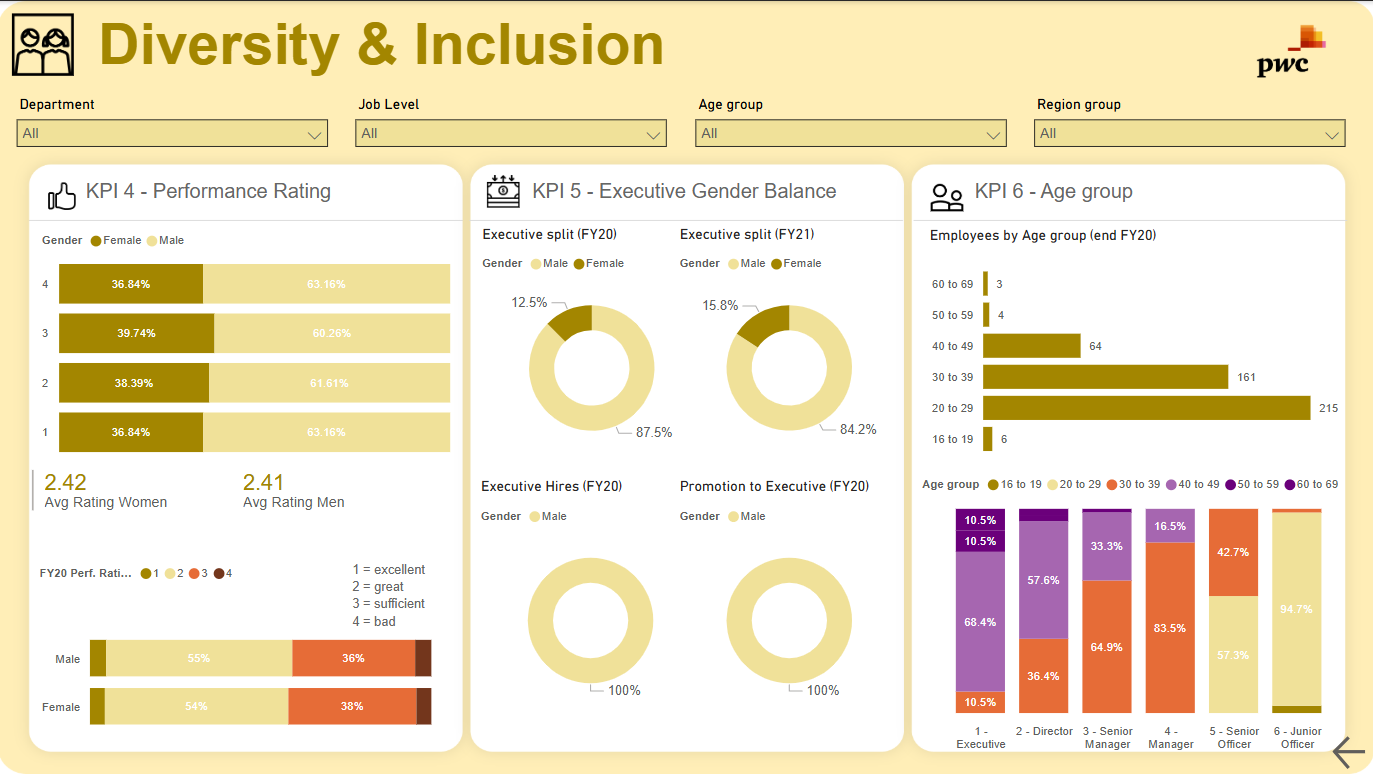 Diversity & Inclusion
pwc
Department
Job Level
Age group
Region group
All
All
All
All
KPI 4 - Performance Rating
Gender Female Male
4 36.84% 63.16%
3 39.74% 60.26%
2 38.39% 61.61%
1 36.84% 63.16%
2.42
Avg Rating Women
2.41
Avg Rating Men
FY20 Perf. Rati... 1 2 3 4
1 = excellent
2 = great
3 = sufficient
4 = bad
Male 55% 36%
Female 54% 38%
KPI 5 - Executive Gender Balance
Executive split (FY20)
Gender Male Female
12.5%
87.5%
Executive split (FY21)
Gender Male Female
15.8%
84.2%
Executive Hires (FY20)
Gender Male
100%
Promotion to Executive (FY20)
Gender Male
100%
KPI 6 - Age group
Employees by Age group (end FY20)
60 to 69 3
50 to 59 4
40 to 49 64
30 to 39 161
20 to 29 215
16 to 19 6
Age group 16 to 19 20 to 29 30 to 39 40 to 49 50 to 59 60 to 69
10.5%
10.5%
68.4%
10.5%
57.6%
36.4%
33.3%
64.9%
16.5%
83.5%
42.7%
57.3%
94.7%
1 -
Executive
2 - Director
3 - Senior
Manager
4 -
Manager
5 - Senior
Officer
6 - Junior
Officer